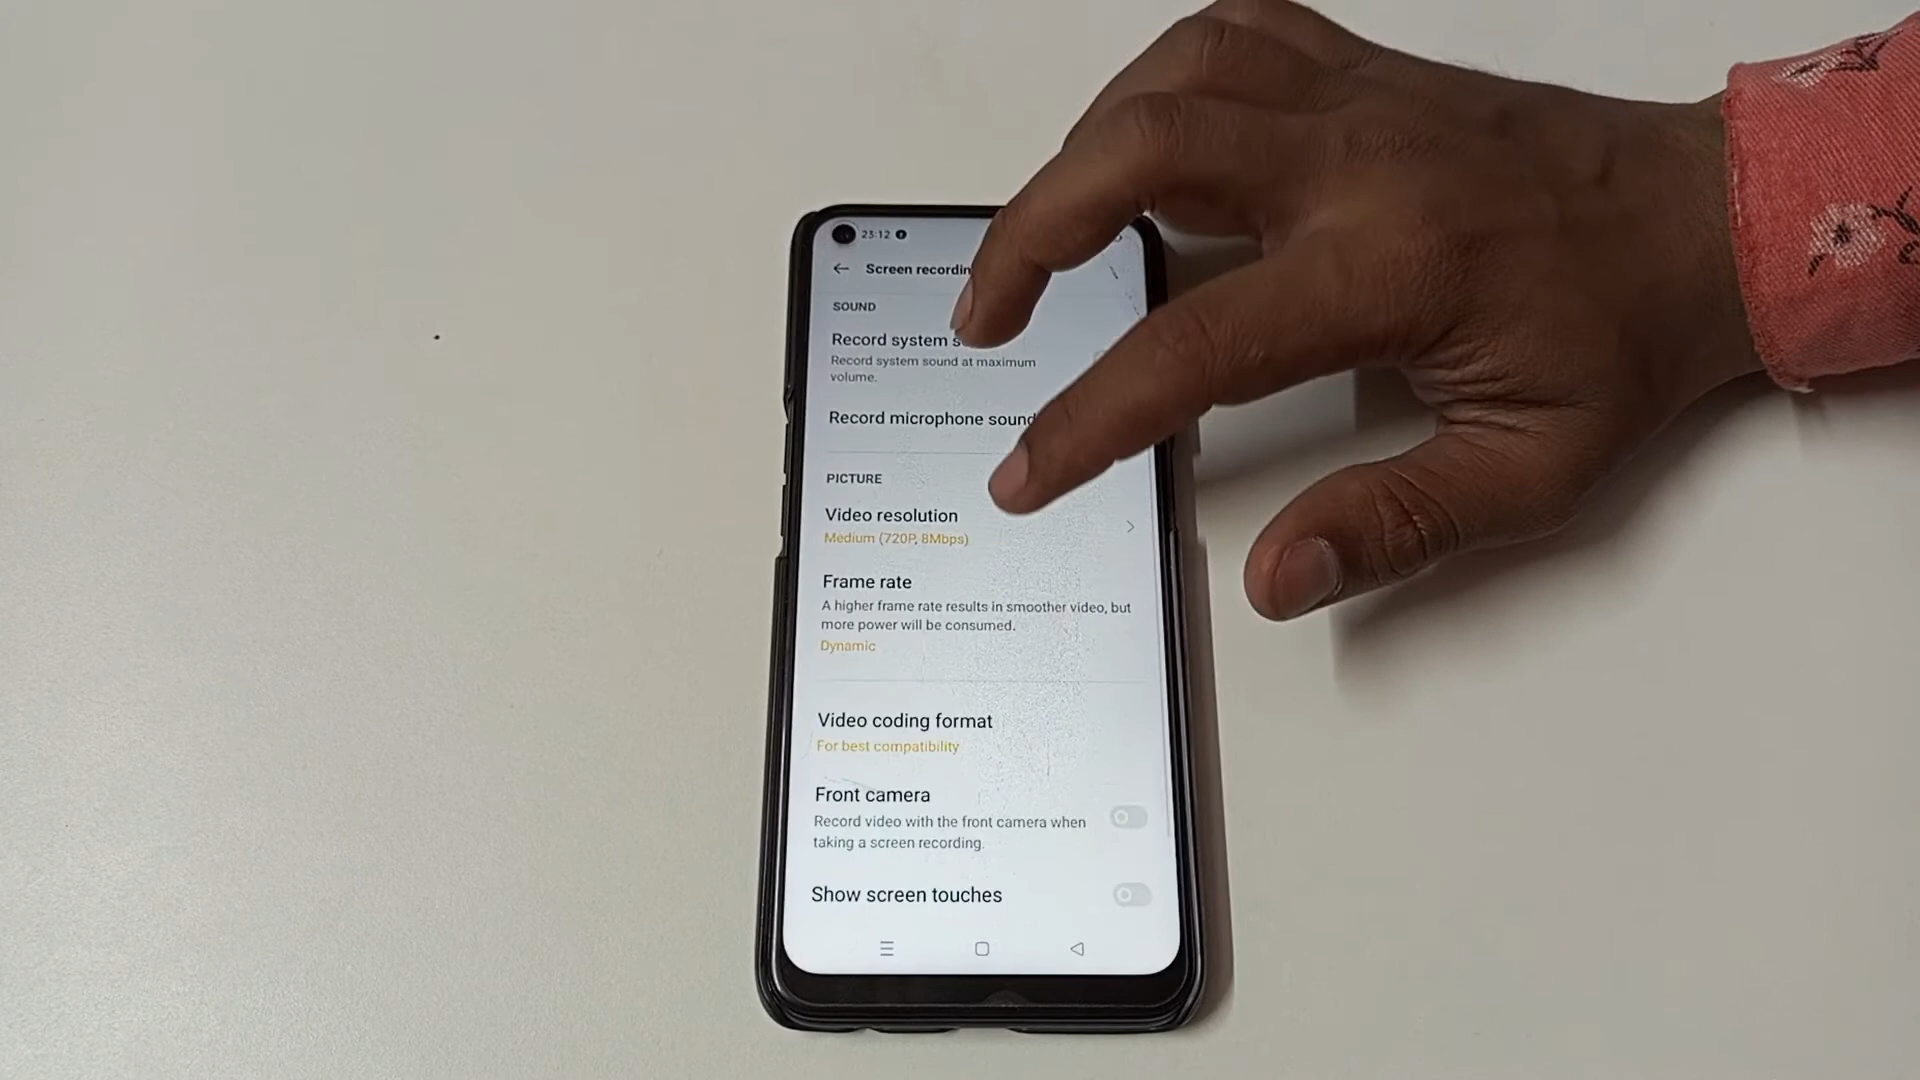 23:12
Screen recordin
SOUND
Record system s
Record system sound at maximum
volume.
Record microphone sound
PICTURE
Video resolution
Medium (720P, 8Mbps)
Frame rate
A higher frame rate results in smoother video, but
more power will be consumed.
Dynamic
Video coding format
For best compatibility
Front camera
Record video with the front camera when
taking a screen recording.
Show screen touches